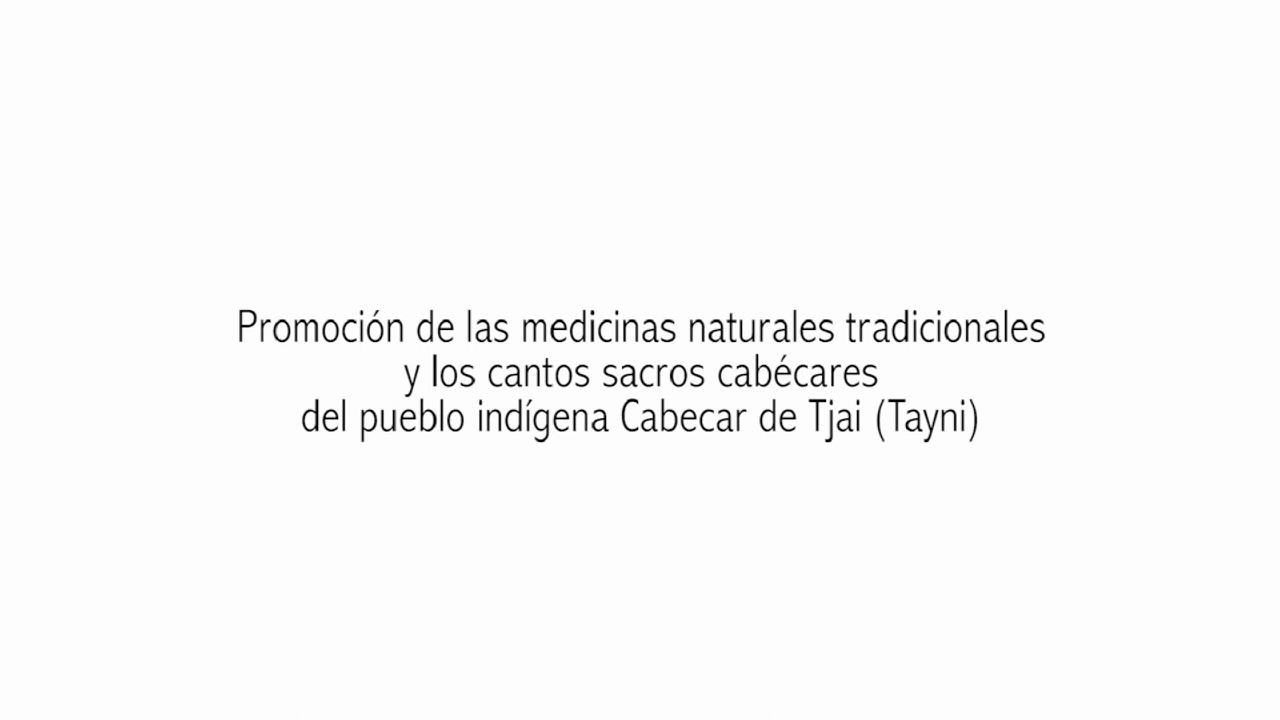 Promoción de las medicinas naturales tradicionales
y los cantos sacros cabécares
del pueblo indígena Cabecar de Tjai (Tayni)